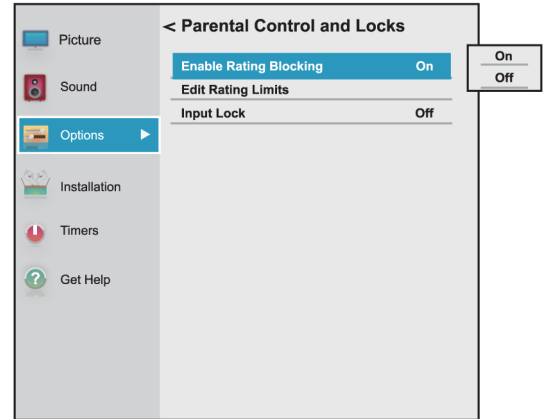 < Parental Control and Locks
Picture
Sound
Options
Installation
Timers
Get Help
Enable Rating Blocking On
Edit Rating Limits
Input Lock Off
On
Off